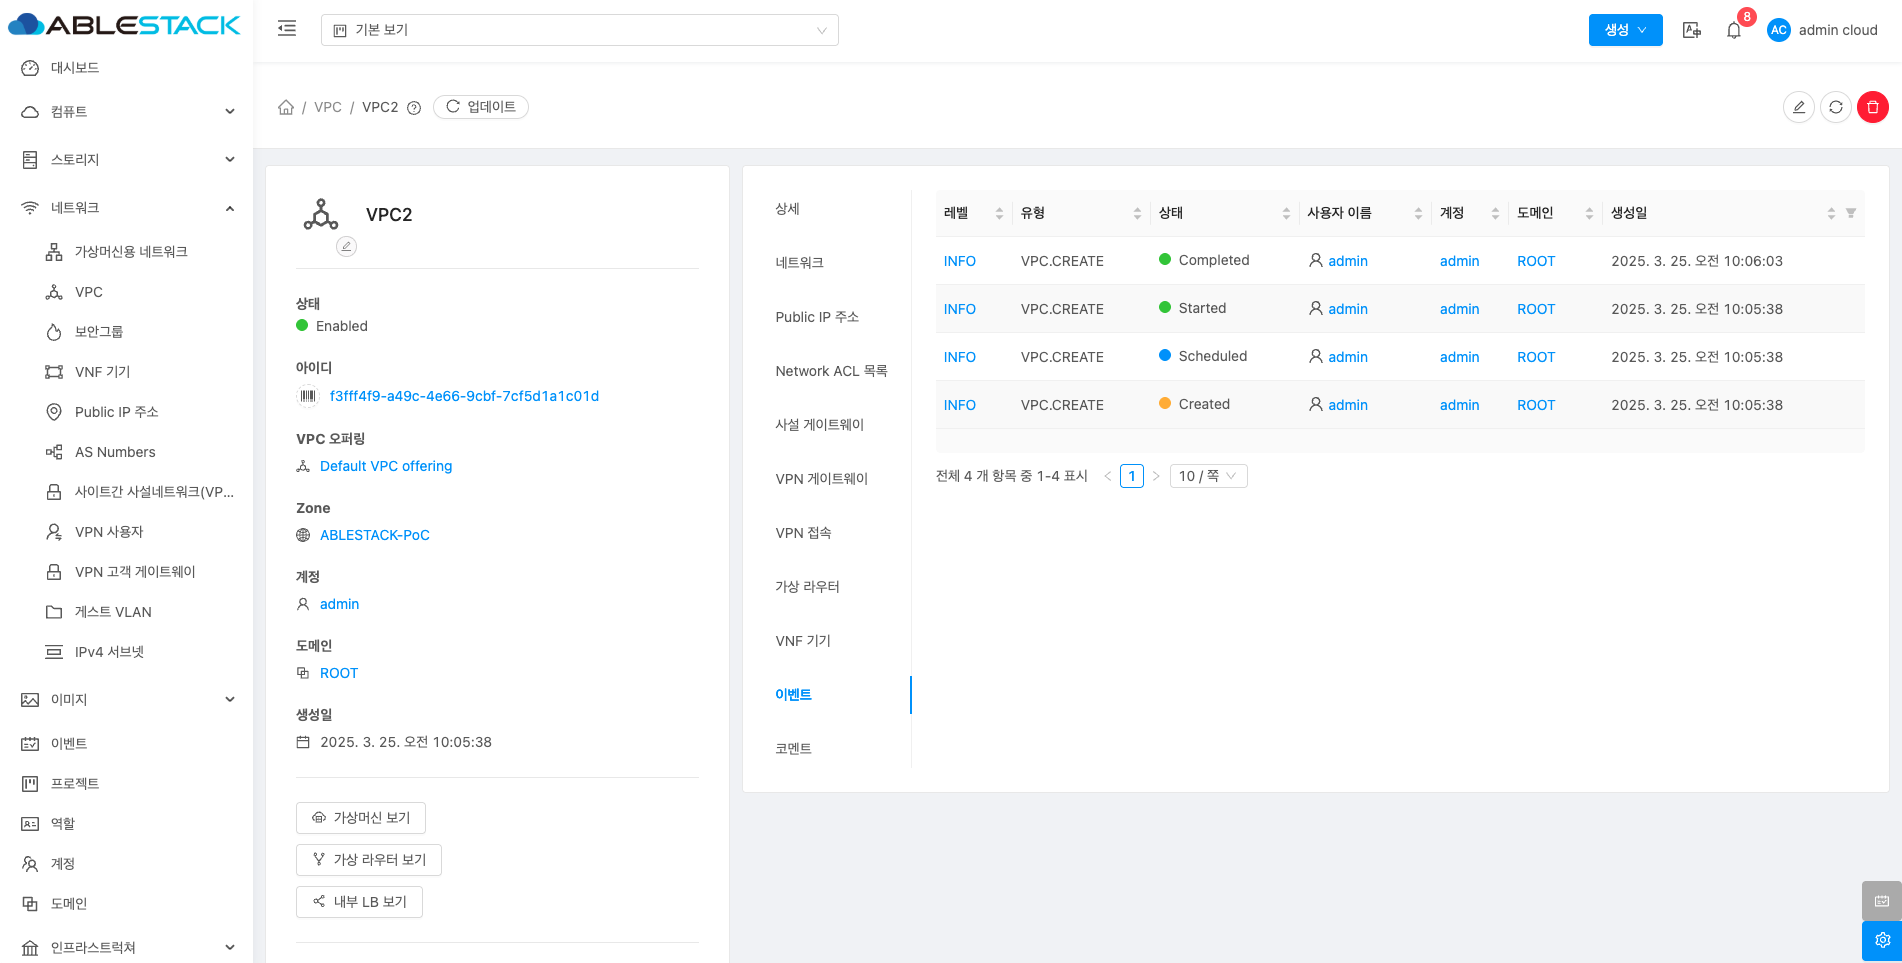 ABLESTACK
기본 보기
생성
8
AC
admin cloud
대시보드
컴퓨트
스토리지
네트워크
가상머신용 네트워크
VPC
보안그룹
VNF 기기
Public IP 주소
AS Numbers
사이트간 사설네트워크(VP...
VPN 사용자
VPN 고객 게이트웨이
게스트 VLAN
IPv4 서브넷
이미지
이벤트
프로젝트
역할
계정
도메인
인프라스트럭쳐
/ VPC / VPC2
업데이트
VPC2
상태
Enabled
아이디
f3fff4f9-a49c-4e66-9cbf-7cf5d1a1c01d
VPC 오퍼링
Default VPC offering
Zone
ABLESTACK-PoC
계정
admin
도메인
ROOT
생성일
2025. 3. 25. 오전 10:05:38
가상머신 보기
가상 라우터 보기
내부 LB 보기
상세
네트워크
Public IP 주소
Network ACL 목록
사설 게이트웨이
VPN 게이트웨이
VPN 접속
가상 라우터
VNF 기기
이벤트
코멘트
레벨 유형 상태 사용자 이름 계정 도메인 생성일
INFO VPC.CREATE Completed admin admin ROOT 2025. 3. 25. 오전 10:06:03
INFO VPC.CREATE Started admin admin ROOT 2025. 3. 25. 오전 10:05:38
INFO VPC.CREATE Scheduled admin admin ROOT 2025. 3. 25. 오전 10:05:38
INFO VPC.CREATE Created admin admin ROOT 2025. 3. 25. 오전 10:05:38
전체 4 개 항목 중 1-4 표시 < 1 > 10 / 쪽